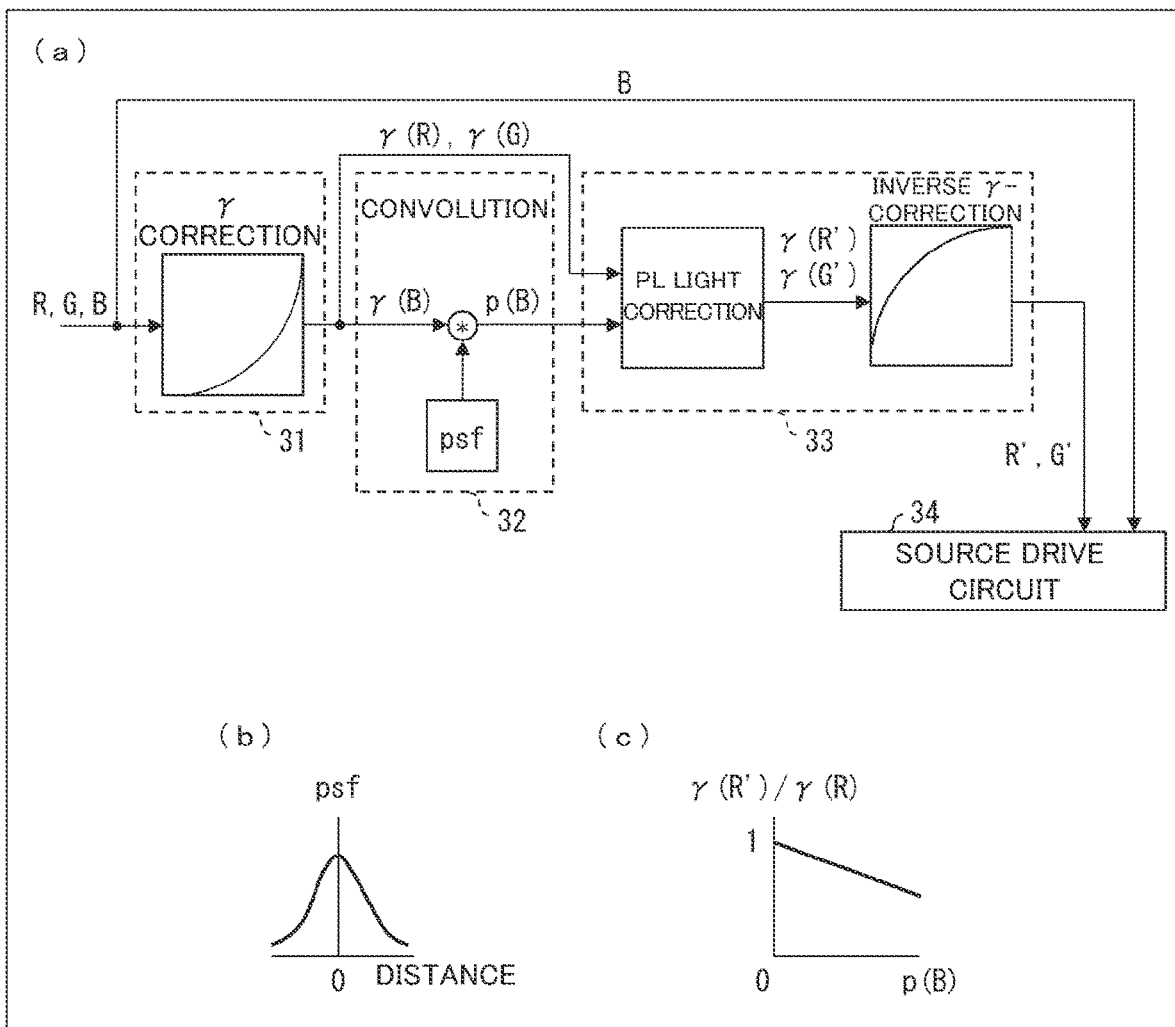 (a)
B
γ(R), γ(G)
γ
CORRECTION
CONVOLUTION
INVERSE γ-
CORRECTION
R, G, B
γ(B)
p(B)
*
psf
PL LIGHT
CORRECTION
γ(R')
γ(G')
31
32
33
R', G'
34
SOURCE DRIVE
CIRCUIT
(b)
psf
0
DISTANCE
(c)
γ(R')/γ(R)
1
0
p(B)